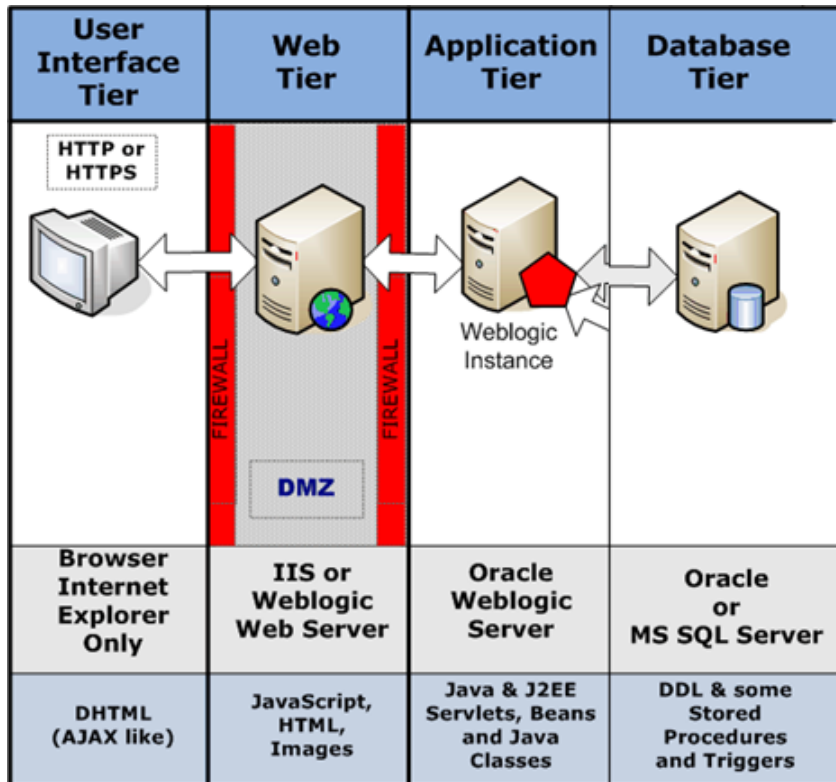 User
Interface
Tier
Web
Tier
Application
Tier
Database
Tier
HTTP or
HTTPS
FIREWALL
FIREWALL
DMZ
Weblogic
Instance
Browser
Internet
Explorer
Only
IIS or
Weblogic
Web Server
Oracle
Weblogic
Server
Oracle
or
MS SQL Server
DHTML
(AJAX like)
JavaScript,
HTML,
Images
Java & J2EE
Servlets, Beans
and Java
Classes
DDL & some
Stored
Procedures
and Triggers